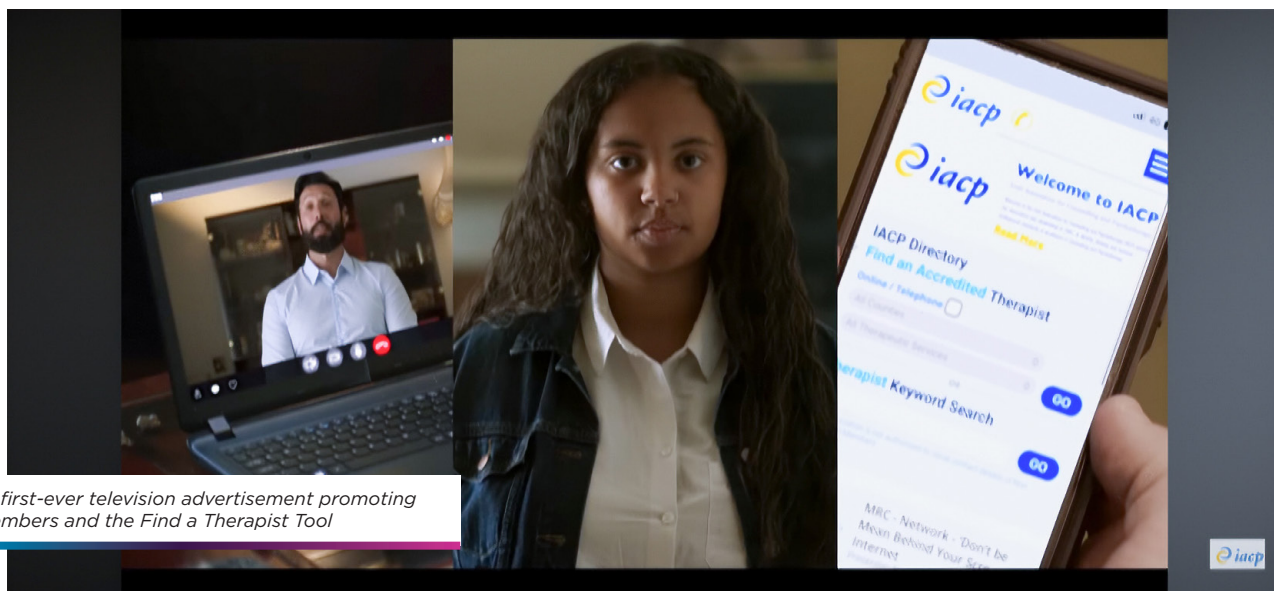 first-ever television advertisement promoting
mbers and the Find a Therapist Tool
iacp
iacp
Welcome to IACP
Read More
IACP Directory
Find an Accredited Therapist
Online / Telephone
All Counties
All Therapeutic Services
OR
GO
erapist Keyword Search
GO
MRC - Network - 'Don't be
Mean Behind Your Scre
Internet
iacp